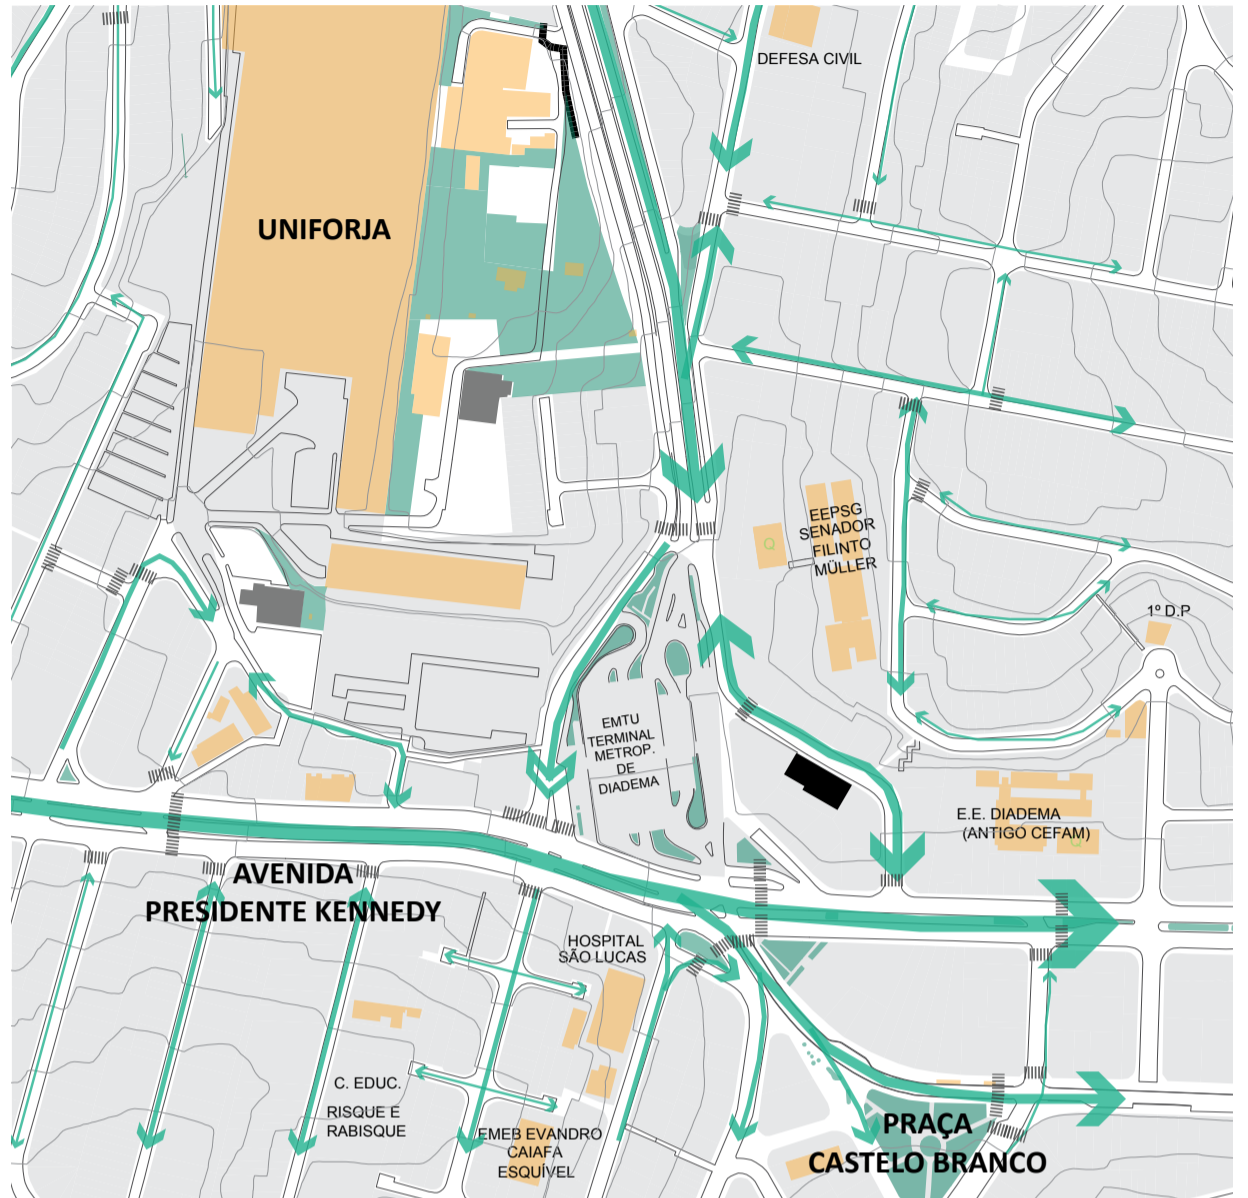 DEFESA CIVIL
UNIFORJA
EEPSG
SENADOR
FILINTO
MÜLLER
Q
1º D.P
EMTU
TERMINAL
METROP.
DE
DIADEMA
E.E. DIADEMA
(ANTIGO CEFAM)
Q
AVENIDA
PRESIDENTE KENNEDY
HOSPITAL
SÃO LUCAS
C. EDUC.
RISQUE E
RABISQUE
EMEB EVANDRO
CAIAFA
ESQUÍVEL
PRAÇA
CASTELO BRANCO